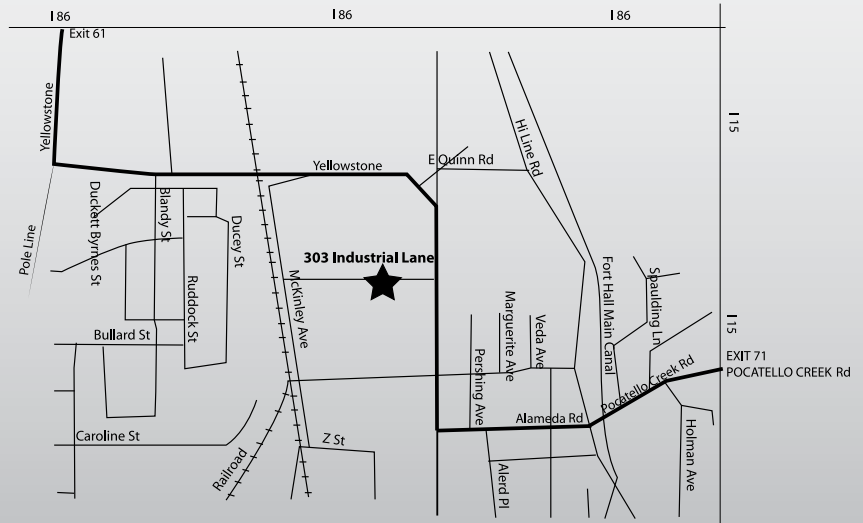 I 86
I 86
I 86
Exit 61
Yellowstone
I 15
Yellowstone
E Quinn Rd
Hi Line Rd
Duckett Byrnes St
Blandy St
Ducey St
Pole Line
303 Industrial Lane
McKinley Ave
Ruddock St
Fort Hall Main Canal
Spaulding Ln
I 15
Bullard St
Marguerite Ave
Veda Ave
Pershing Ave
EXIT 71
POCATELLO CREEK Rd
Pocatello Creek Rd
Alameda Rd
Caroline St
Z St
Railroad
Alerd Pl
Holman Ave